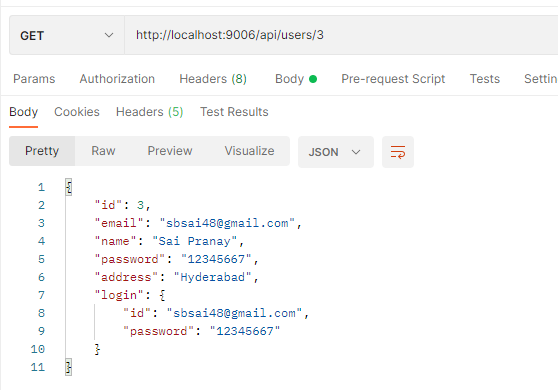 GET http://localhost:9006/api/users/3
Params Authorization Headers (8) Body Pre-request Script Tests Settin
Body Cookies Headers (5) Test Results
Pretty Raw Preview Visualize JSON
1 {
2 "id": 3,
3 "email": "sbsai48@gmail.com",
4 "name": "Sai Pranay",
5 "password": "12345667",
6 "address": "Hyderabad",
7 "login": {
8 "id": "sbsai48@gmail.com",
9 "password": "12345667"
10 }
11 }